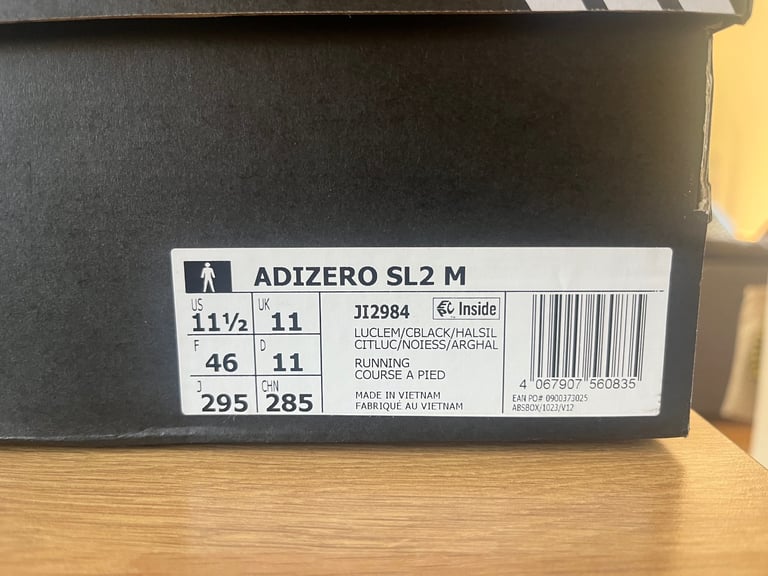 ADIZERO SL2 M
US 11½ UK 11
F 46 D 11
J 295 CHN 285
JI2984 Inside
LUCLEM/CBLACK/HALSIL
CITLUC/NOIESS/ARGHAL
RUNNING
COURSE A PIED
MADE IN VIETNAM
FABRIQUÉ AU VIETNAM
4 067907 560835
EAN PO# 0900373025
ABSBOX/1023/V12